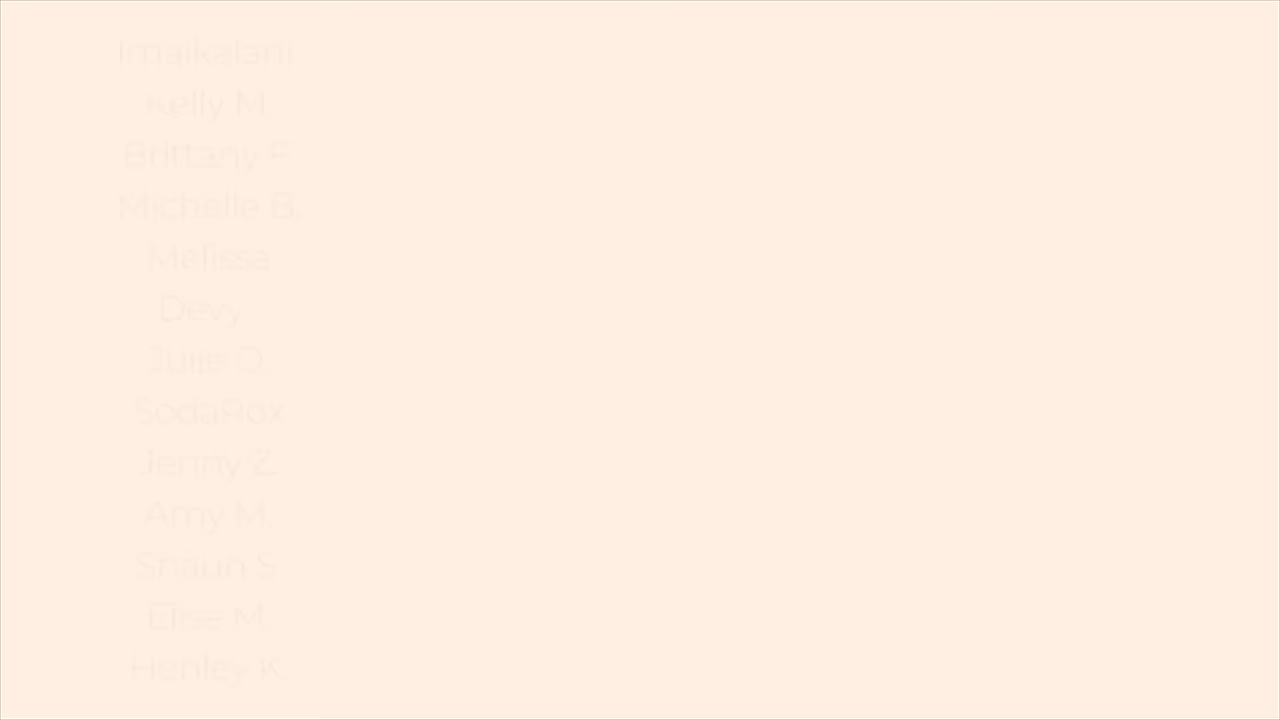 Imaikalani
Kelly M.
Brittany F.
Michelle B.
Melissa
Devy
Julie O.
SodaRox
Jenny Z.
Amy M.
Shaun S.
Elise M.
Henley K.